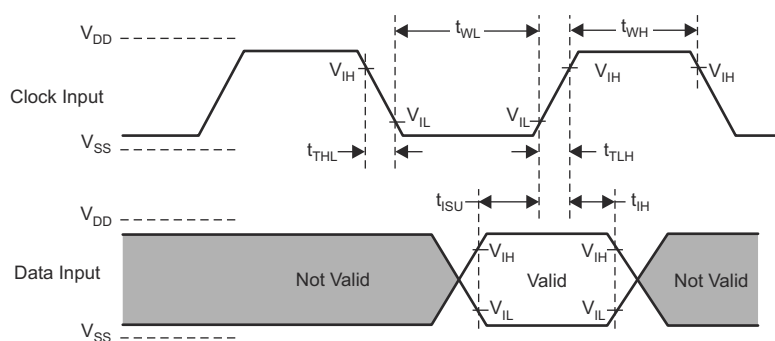 t_WL
t_WH
V_DD
V_IH
V_IH
V_IH
Clock Input
V_IL
V_IL
V_SS
t_THL
t_TLH
t_ISU
t_IH
V_DD
V_IH
V_IH
Data Input
Not Valid
Valid
Not Valid
V_IL
V_IL
V_SS